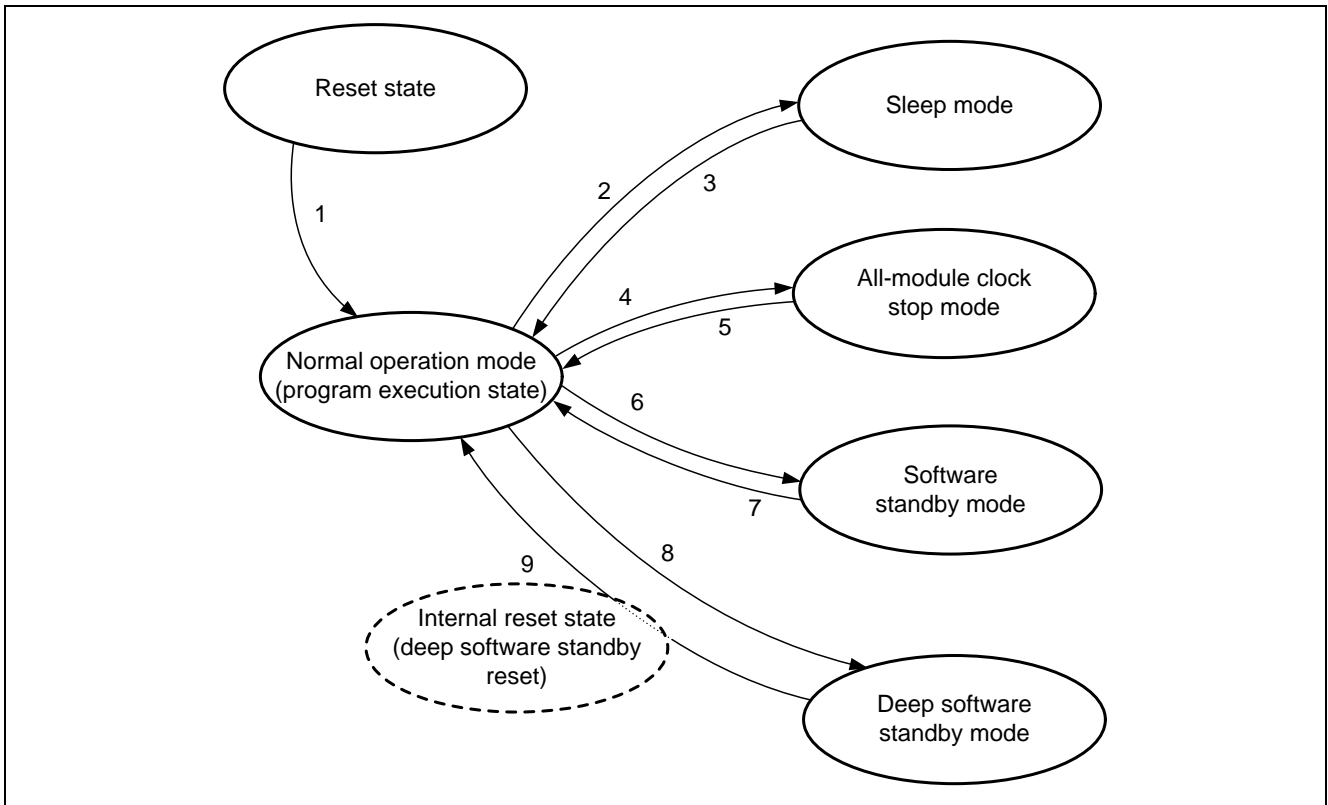 Reset state
Sleep mode
1
2
3
All-module clock
stop mode
4
5
Normal operation mode
(program execution state)
6
7
Software
standby mode
8
9
Internal reset state
(deep software standby
reset)
Deep software
standby mode